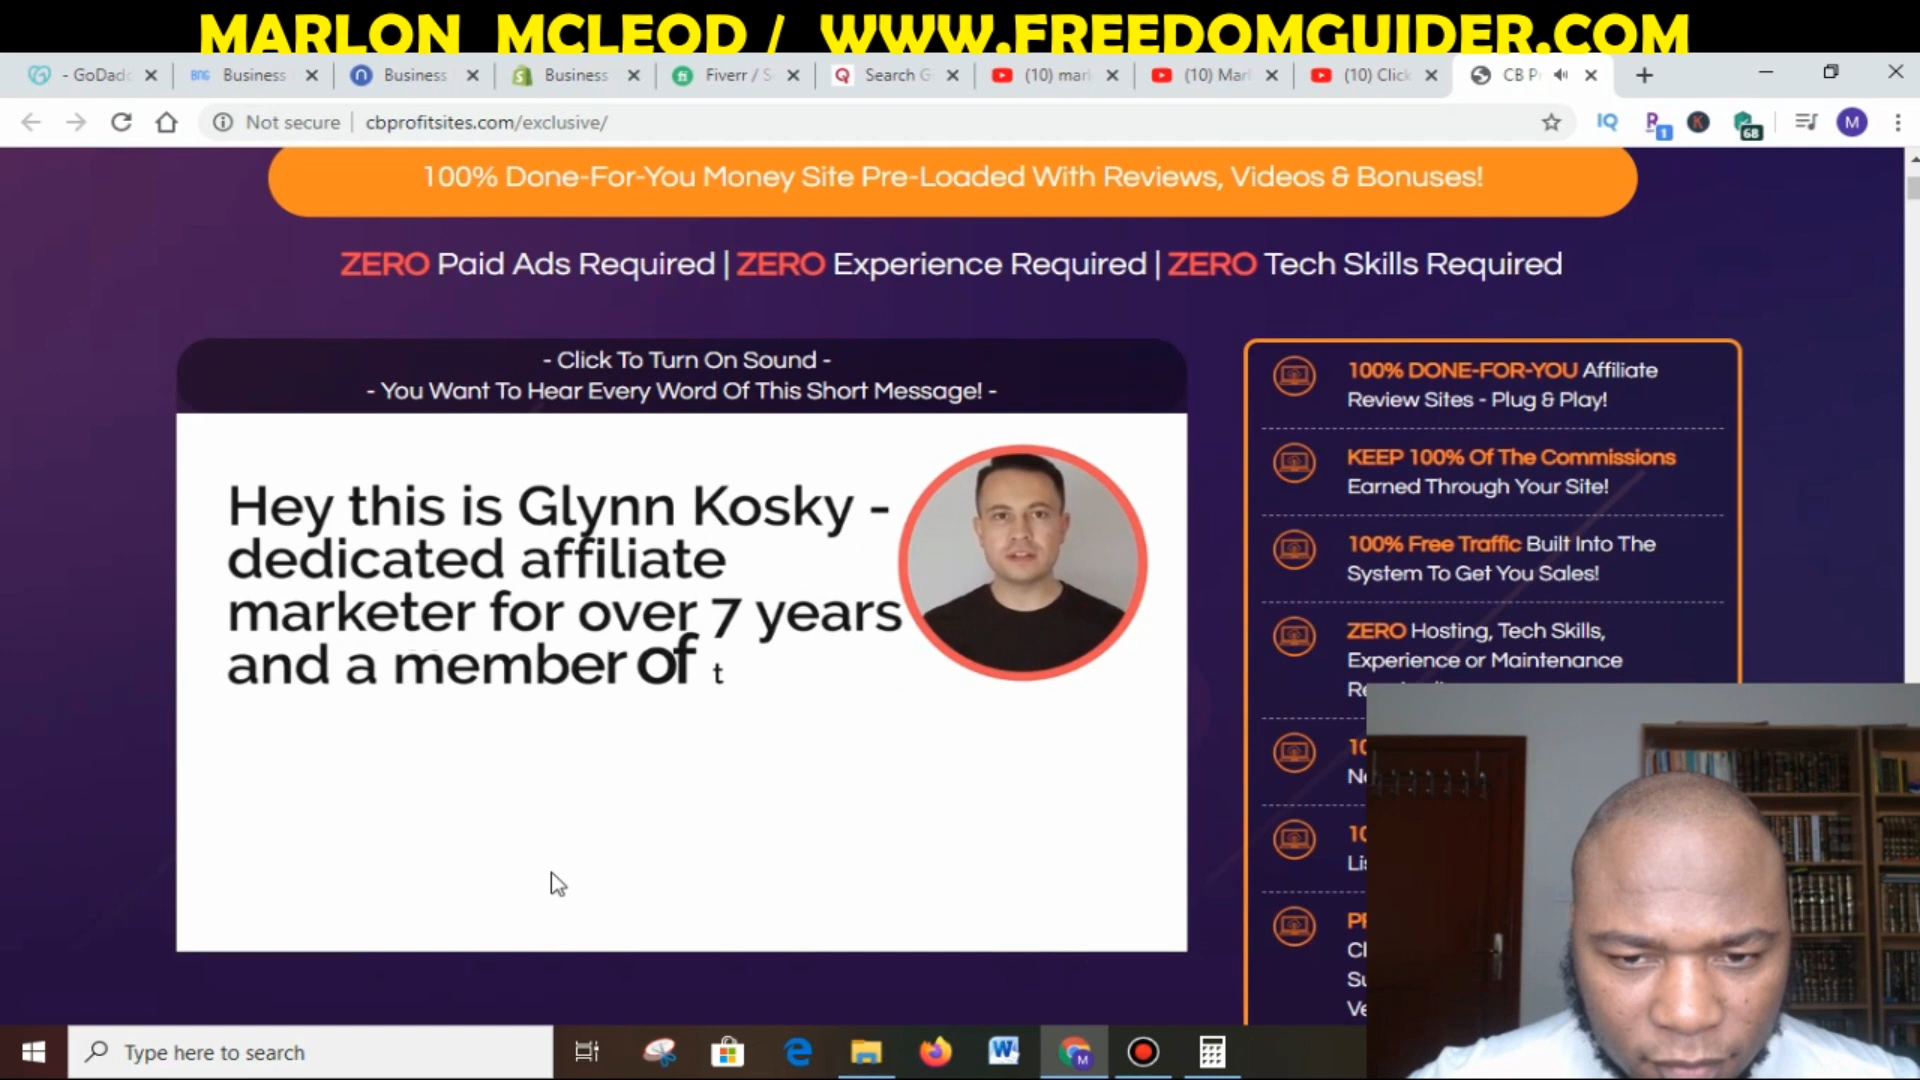 MARLON MCLEOD / WWW.FREEDOMGUIDER.COM
- GoDad
BNG Business
Business
Business
Fiverr / S
Search G
(10) mar
(10) Mar
(10) Click
CB P
Not secure | cbprofitsites.com/exclusive/
IQ
1
K
68
M
100% Done-For-You Money Site Pre-Loaded With Reviews, Videos & Bonuses!
ZERO Paid Ads Required | ZERO Experience Required | ZERO Tech Skills Required
- Click To Turn On Sound -
- You Want To Hear Every Word Of This Short Message! -
Hey this is Glynn Kosky -
dedicated affiliate
marketer for over 7 years
and a member of t
100% DONE-FOR-YOU Affiliate
Review Sites - Plug & Play!
KEEP 100% Of The Commissions
Earned Through Your Site!
100% Free Traffic Built Into The
System To Get You Sales!
ZERO Hosting, Tech Skills,
Experience or Maintenance
Type here to search